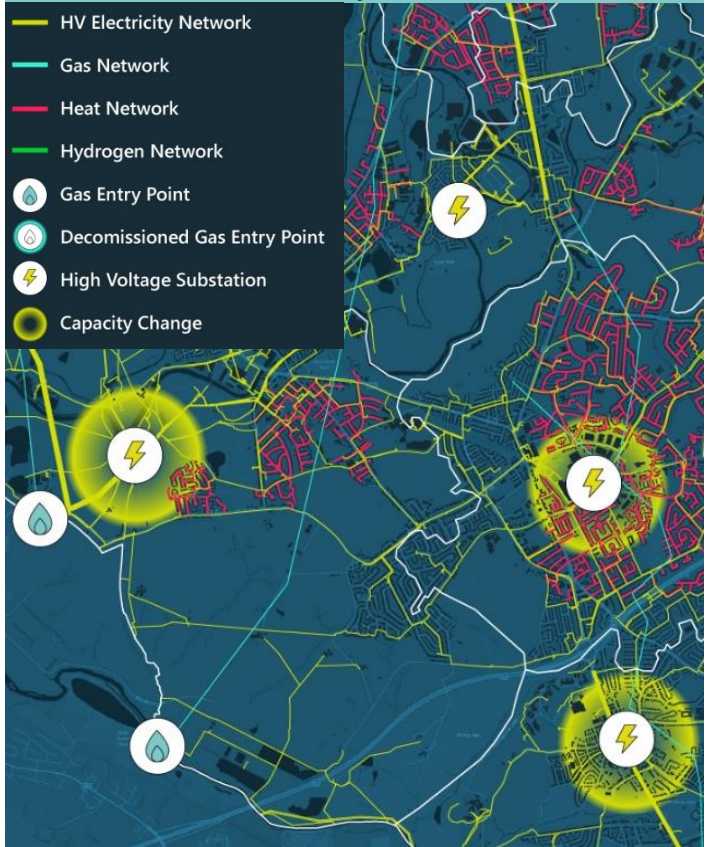 HV Electricity Network
Gas Network
Heat Network
Hydrogen Network
Gas Entry Point
Decomissioned Gas Entry Point
High Voltage Substation
Capacity Change